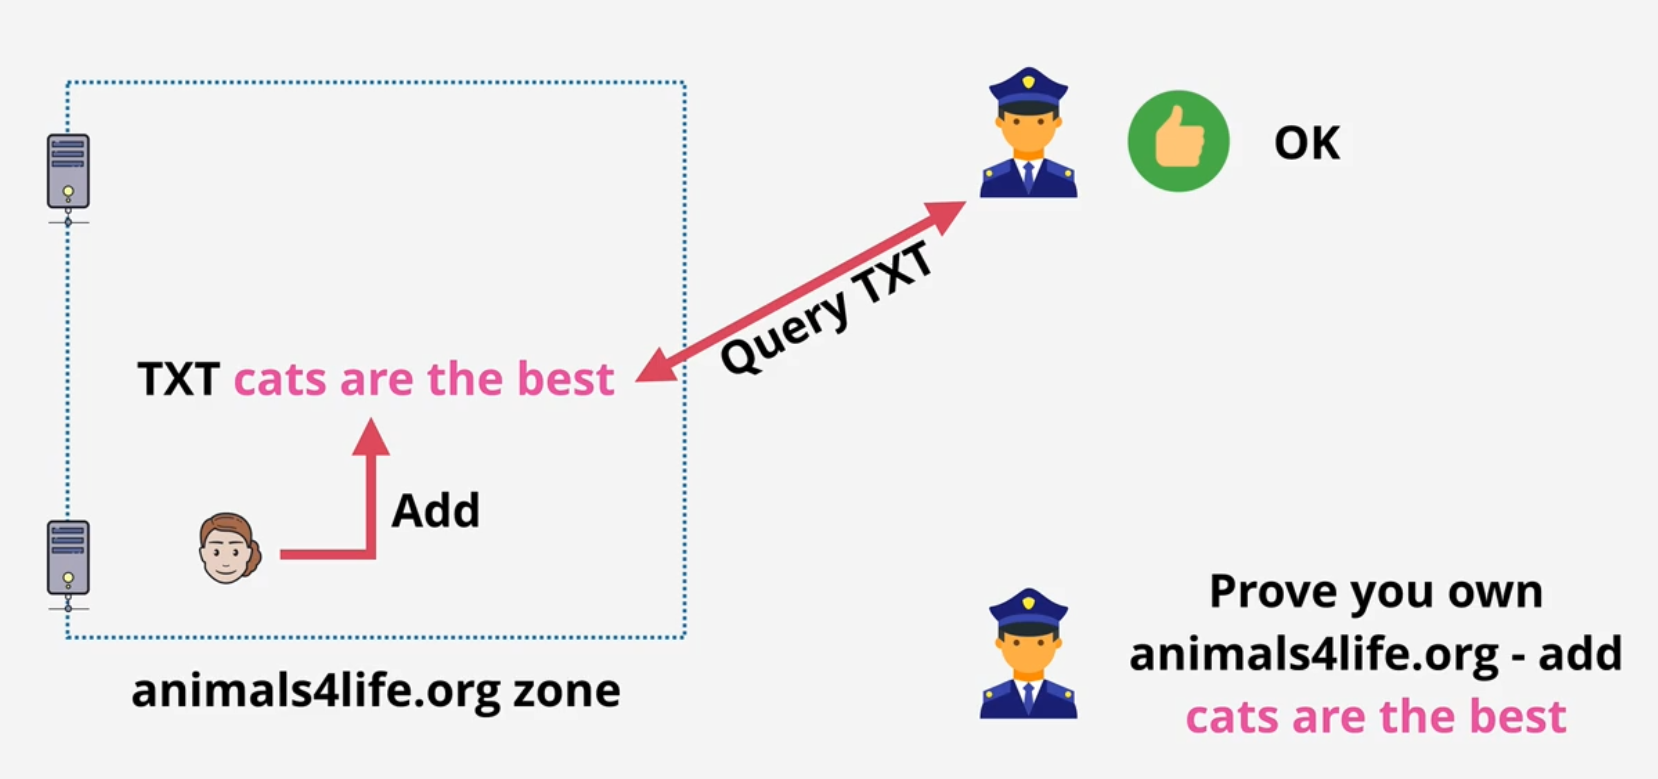 OK
Query TXT
TXT cats are the best
Add
animals4life.org zone
Prove you own
animals4life.org - add
cats are the best